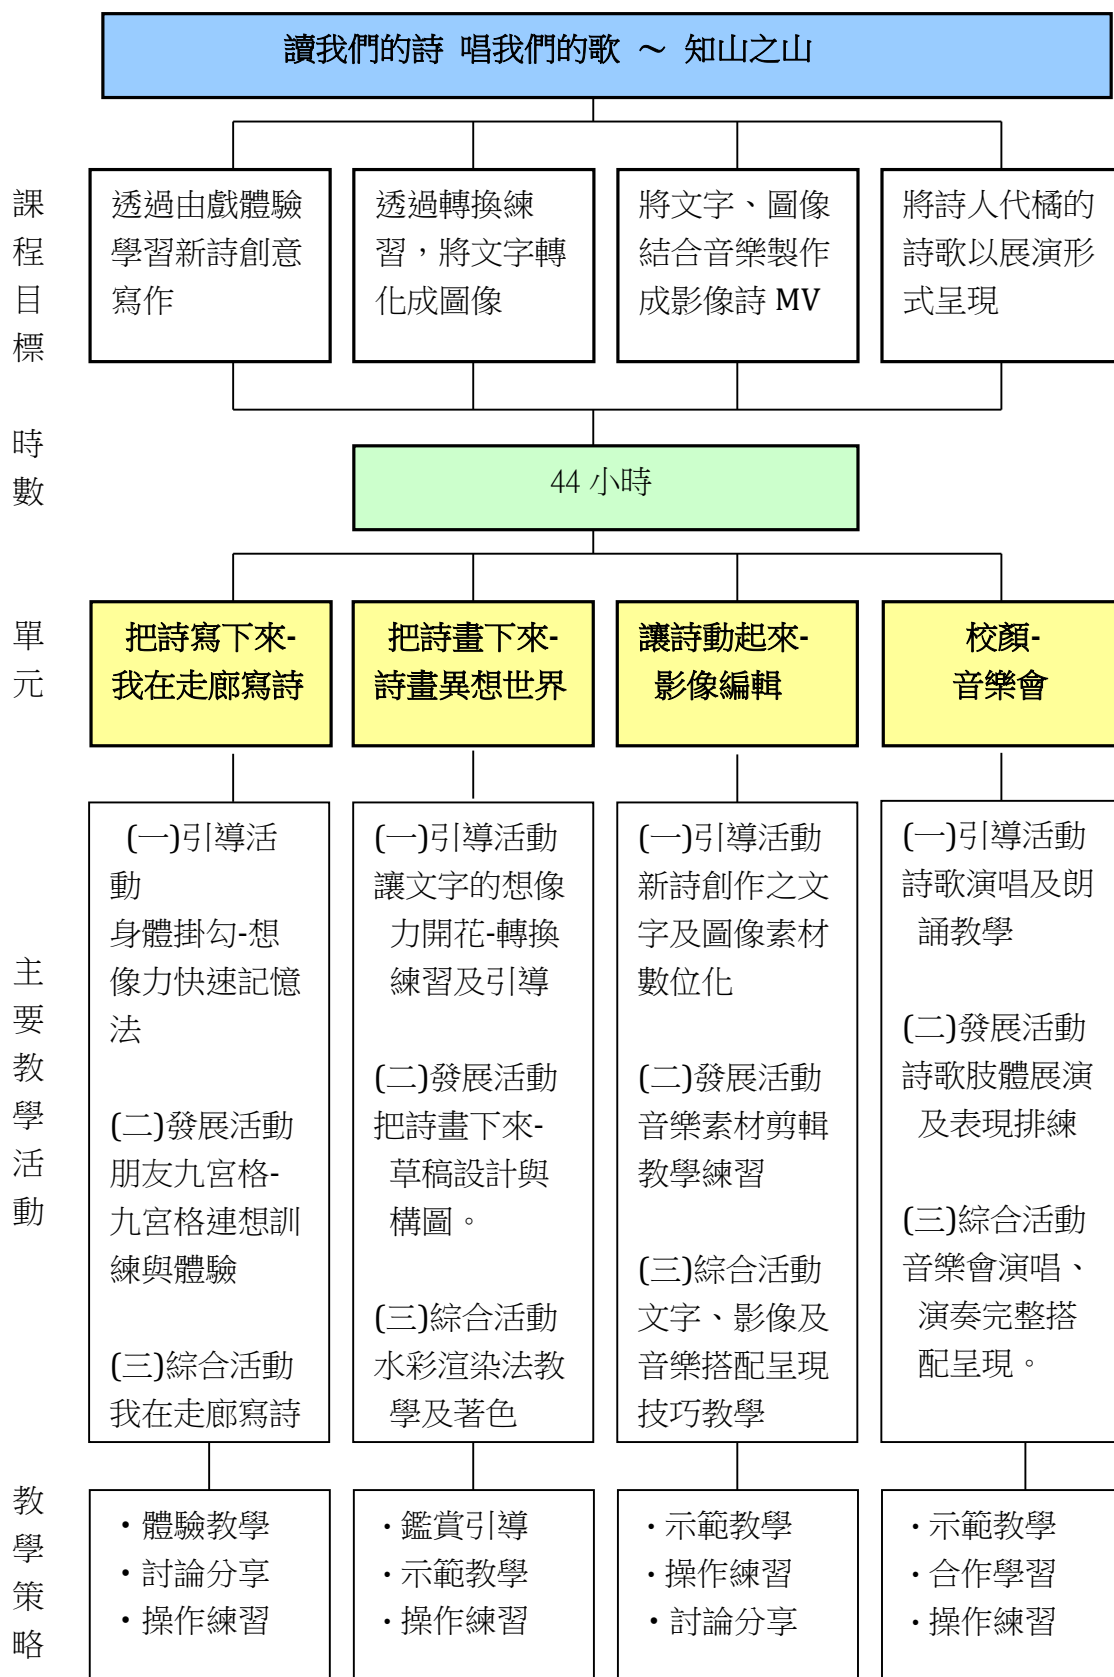 讀我們的詩 唱我們的歌 ～ 知山之山
課程目標
透過由戲體驗
學習新詩創意
寫作
透過轉換練
習，將文字轉
化成圖像
將文字、圖像
結合音樂製作
成影像詩 MV
將詩人代橘的
詩歌以展演形
式呈現
時數
44 小時
單元
把詩寫下來-
我在走廊寫詩
把詩畫下來-
詩畫異想世界
讓詩動起來-
影像編輯
校顏-
音樂會
主要教學活動
(一)引導活
動
身體掛勾-想
像力快速記憶
法
(二)發展活動
朋友九宮格-
九宮格連想訓
練與體驗
(三)綜合活動
我在走廊寫詩
(一)引導活動
讓文字的想像
力開花-轉換
練習及引導
(二)發展活動
把詩畫下來-
草稿設計與
構圖。
(三)綜合活動
水彩渲染法教
學及著色
(一)引導活動
新詩創作之文
字及圖像素材
數位化
(二)發展活動
音樂素材剪輯
教學練習
(三)綜合活動
文字、影像及
音樂搭配呈現
技巧教學
(一)引導活動
詩歌演唱及朗
誦教學
(二)發展活動
詩歌肢體展演
及表現排練
(三)綜合活動
音樂會演唱、
演奏完整搭
配呈現。
教學策略
・體驗教學
・討論分享
・操作練習
・鑑賞引導
・示範教學
・操作練習
・示範教學
・操作練習
・討論分享
・示範教學
・合作學習
・操作練習